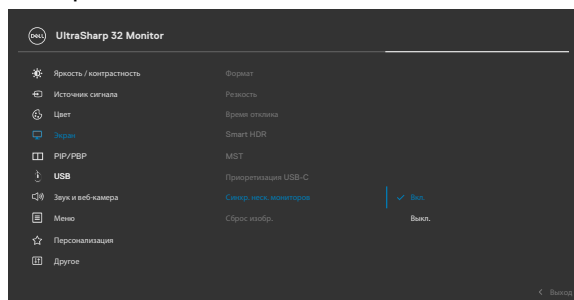 DELL UltraSharp 32 Monitor
Яркость / контрастность
Формат
Источник сигнала
Резкость
Цвет
Время отклика
Экран
Smart HDR
PIP/PBP
MST
USB
Приоретизация USB-C
Звук и веб-камера
Синхр. неск. мониторов
Вкл.
Меню
Сброс изобр.
Выкл.
Персонализация
Другое
Выход